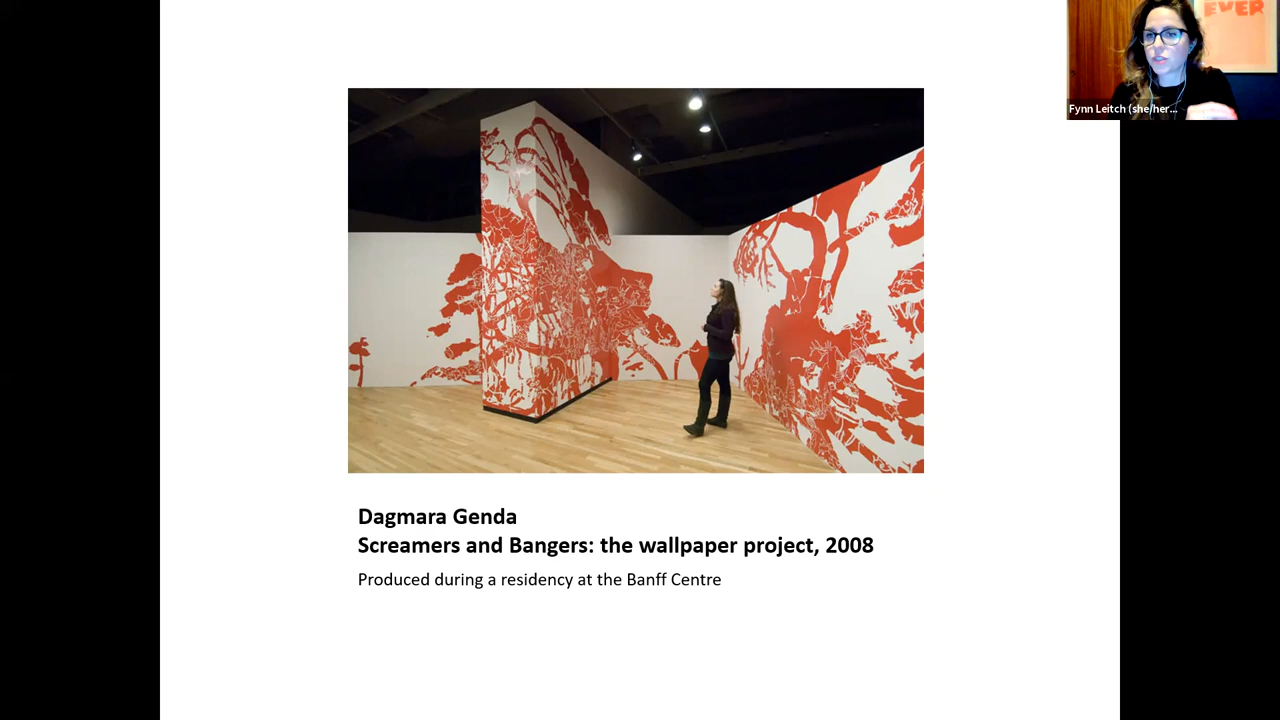 EVER
Fynn Leitch (she/her...
Dagmara Genda
Screamers and Bangers: the wallpaper project, 2008
Produced during a residency at the Banff Centre